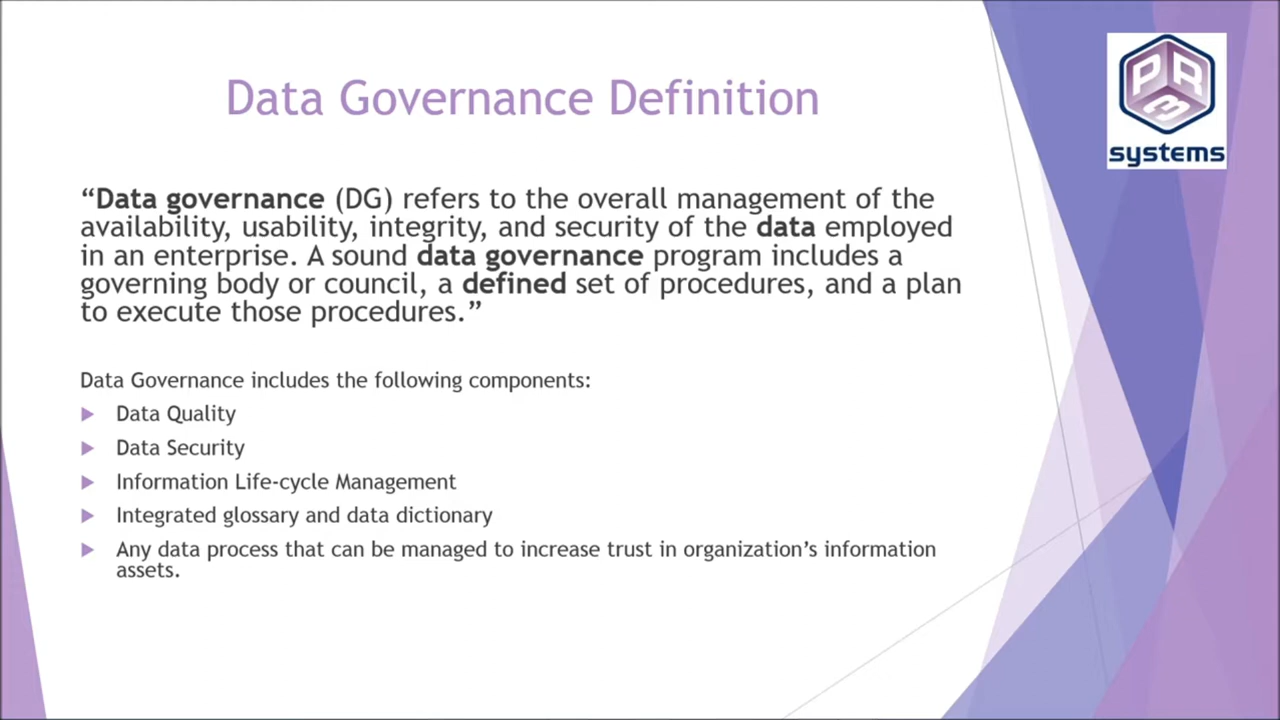 Data Governance Definition
PR3
systems
“Data governance (DG) refers to the overall management of the
availability, usability, integrity, and security of the data employed
in an enterprise. A sound data governance program includes a
governing body or council, a defined set of procedures, and a plan
to execute those procedures.”
Data Governance includes the following components:
Data Quality
Data Security
Information Life-cycle Management
Integrated glossary and data dictionary
Any data process that can be managed to increase trust in organization’s information
assets.